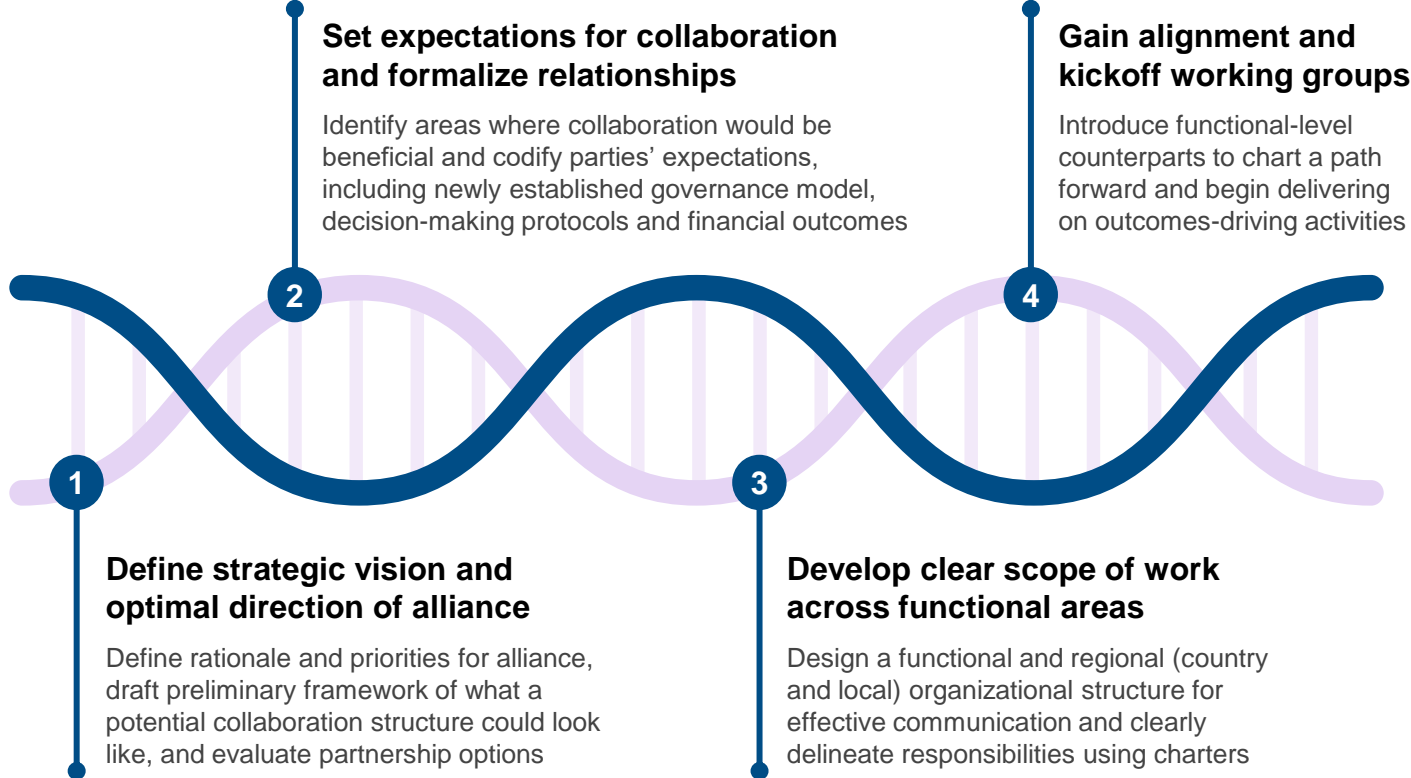 1
Define strategic vision and
optimal direction of alliance
Define rationale and priorities for alliance,
draft preliminary framework of what a
potential collaboration structure could look
like, and evaluate partnership options
2
Set expectations for collaboration
and formalize relationships
Identify areas where collaboration would be
beneficial and codify parties’ expectations,
including newly established governance model,
decision-making protocols and financial outcomes
3
Develop clear scope of work
across functional areas
Design a functional and regional (country
and local) organizational structure for
effective communication and clearly
delineate responsibilities using charters
4
Gain alignment and
kickoff working groups
Introduce functional-level
counterparts to chart a path
forward and begin delivering
on outcomes-driving activities